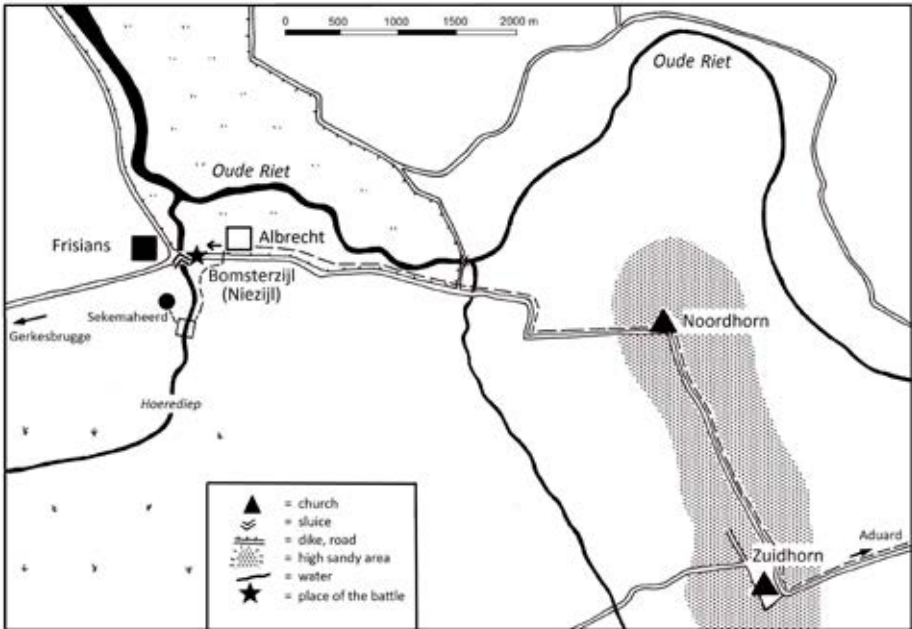 0 500 1000 1500 2000 m
Oude Riet
Oude Riet
Frisians
Albrecht
Bomsterzijl
(Niezijl)
Sekemaheerd
Gerkesbrugge
Noordhorn
Hoerediep
Zuidhorn
Aduard
= church
= sluice
= dike, road
= high sandy area
= water
= place of the battle